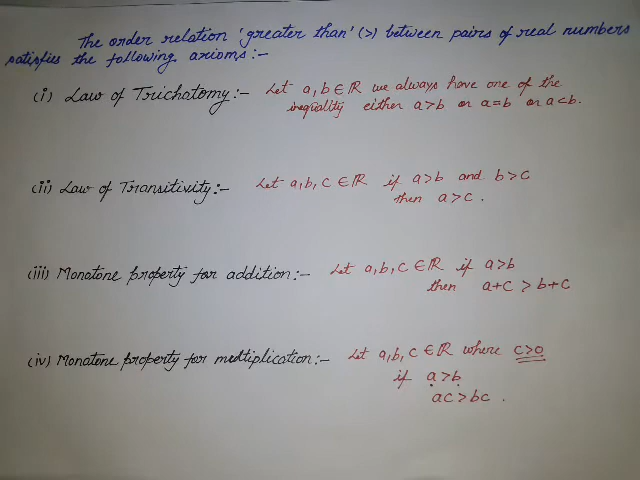 The order relation 'greater than' (>) between pairs of real numbers
satisfies the following axioms:-
(i) Law of Trichatomy:- Let a,b ∈ ℝ we always have one of the
inequality either a>b or a=b or a<b.
(ii) Law of Transitivity:- Let a,b,c ∈ ℝ if a>b and b>c
then a>c.
(iii) Monotone property for addition:- Let a,b,c ∈ ℝ if a>b
then a+c > b+c
(iv) Monotone property for multiplication:- Let a,b,c ∈ ℝ where c>0
if a>b
ac>bc.